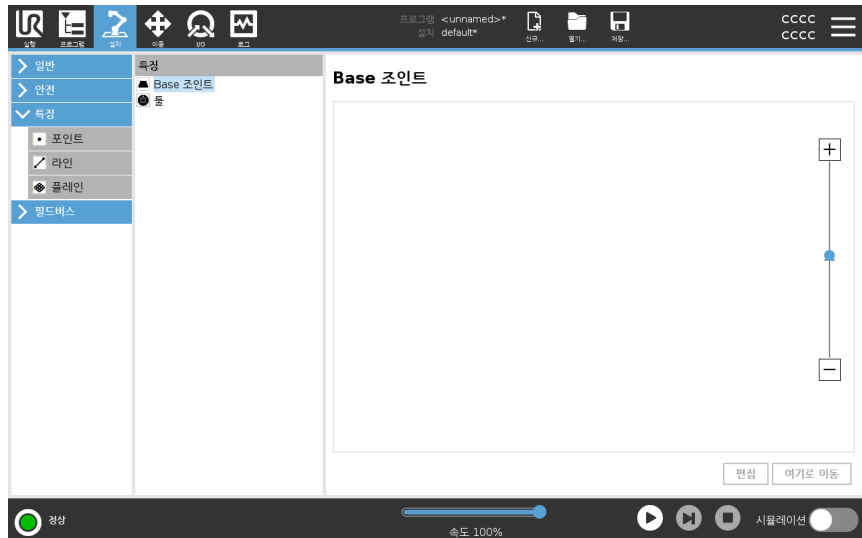 UR
실행
프로그램
설치
이동
I/O
로그
프로그램 <unnamed>*
설치 default*
신규...
열기...
저장...
cccc
cccc
일반
안전
특징
포인트
라인
플레인
필드버스
특징
Base 조인트
툴
Base 조인트
편집
여기로 이동
정상
속도 100%
시뮬레이션